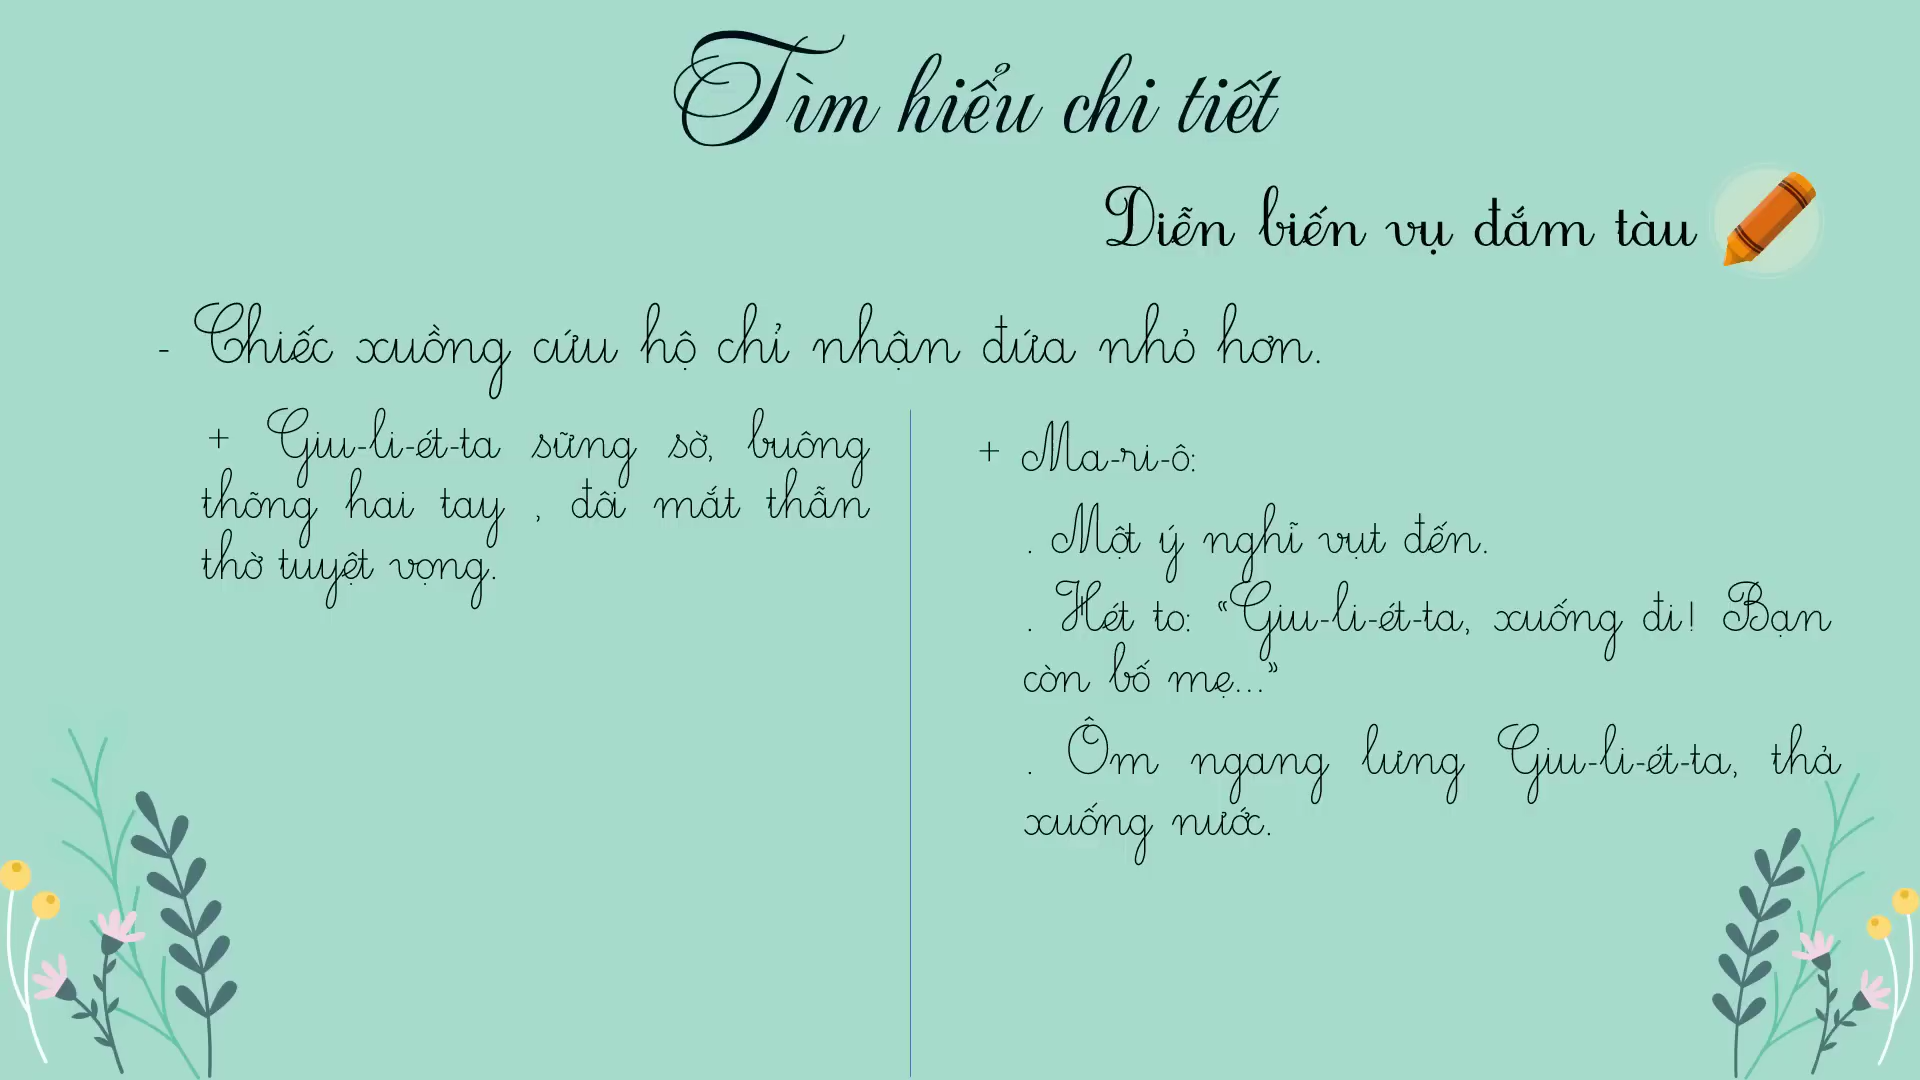 Tìm hiểu chi tiết
Diễn biến vụ đắm tàu
- Chiếc xuồng cứu hộ chỉ nhận đứa nhỏ hơn.
+ Giu-li-ét-ta sững sờ, buông
thõng hai tay , đôi mắt thẫn
thờ tuyệt vọng.
+ Ma-ri-ô:
. Một ý nghĩ vụt đến.
. Hét to: “Giu-li-ét-ta, xuống đi! Bạn
còn bố mẹ...”
. Ôm ngang lưng Giu-li-ét-ta, thả
xuống nước.